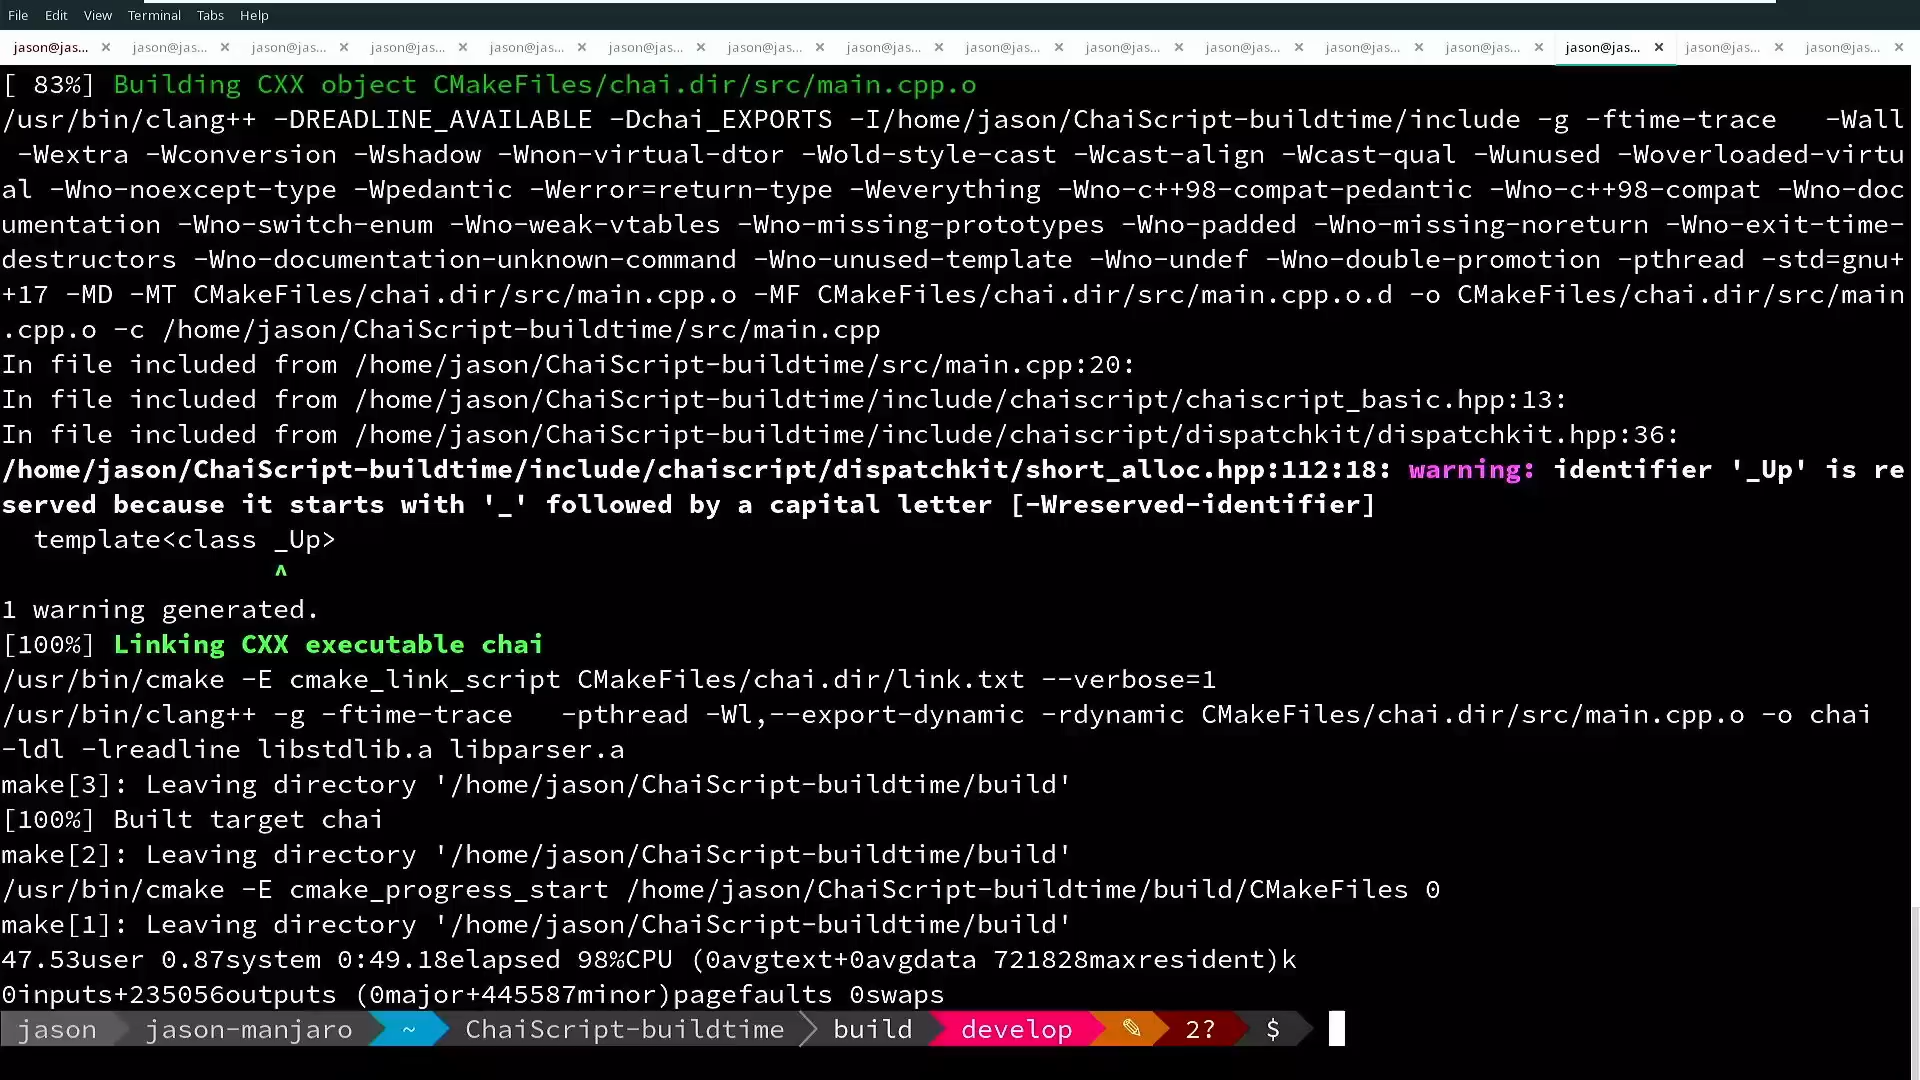 File Edit View Terminal Tabs Help
jason@jas... × jason@jas... × jason@jas... × jason@jas... × jason@jas... × jason@jas... × jason@jas... × jason@jas... × jason@jas... × jason@jas... × jason@jas... × jason@jas... × jason@jas... × jason@jas... × jason@jas... × jason@jas... ×
[ 83%] Building CXX object CMakeFiles/chai.dir/src/main.cpp.o
/usr/bin/clang++ -DREADLINE_AVAILABLE -Dchai_EXPORTS -I/home/jason/ChaiScript-buildtime/include -g -ftime-trace   -Wall
 -Wextra -Wconversion -Wshadow -Wnon-virtual-dtor -Wold-style-cast -Wcast-align -Wcast-qual -Wunused -Woverloaded-virtu
al -Wno-noexcept-type -Wpedantic -Werror=return-type -Weverything -Wno-c++98-compat-pedantic -Wno-c++98-compat -Wno-doc
umentation -Wno-switch-enum -Wno-weak-vtables -Wno-missing-prototypes -Wno-padded -Wno-missing-noreturn -Wno-exit-time-
destructors -Wno-documentation-unknown-command -Wno-unused-template -Wno-undef -Wno-double-promotion -pthread -std=gnu+
+17 -MD -MT CMakeFiles/chai.dir/src/main.cpp.o -MF CMakeFiles/chai.dir/src/main.cpp.o.d -o CMakeFiles/chai.dir/src/main
.cpp.o -c /home/jason/ChaiScript-buildtime/src/main.cpp
In file included from /home/jason/ChaiScript-buildtime/src/main.cpp:20:
In file included from /home/jason/ChaiScript-buildtime/include/chaiscript/chaiscript_basic.hpp:13:
In file included from /home/jason/ChaiScript-buildtime/include/chaiscript/dispatchkit/dispatchkit.hpp:36:
/home/jason/ChaiScript-buildtime/include/chaiscript/dispatchkit/short_alloc.hpp:112:18: warning: identifier '_Up' is re
served because it starts with '_' followed by a capital letter [-Wreserved-identifier]
  template<class _Up>
                 ^
1 warning generated.
[100%] Linking CXX executable chai
/usr/bin/cmake -E cmake_link_script CMakeFiles/chai.dir/link.txt --verbose=1
/usr/bin/clang++ -g -ftime-trace   -pthread -Wl,--export-dynamic -rdynamic CMakeFiles/chai.dir/src/main.cpp.o -o chai
-ldl -lreadline libstdlib.a libparser.a
make[3]: Leaving directory '/home/jason/ChaiScript-buildtime/build'
[100%] Built target chai
make[2]: Leaving directory '/home/jason/ChaiScript-buildtime/build'
/usr/bin/cmake -E cmake_progress_start /home/jason/ChaiScript-buildtime/build/CMakeFiles 0
make[1]: Leaving directory '/home/jason/ChaiScript-buildtime/build'
47.53user 0.87system 0:49.18elapsed 98%CPU (0avgtext+0avgdata 721828maxresident)k
0inputs+235056outputs (0major+445587minor)pagefaults 0swaps
jason jason-manjaro ~ ChaiScript-buildtime build develop ✎ 2? $